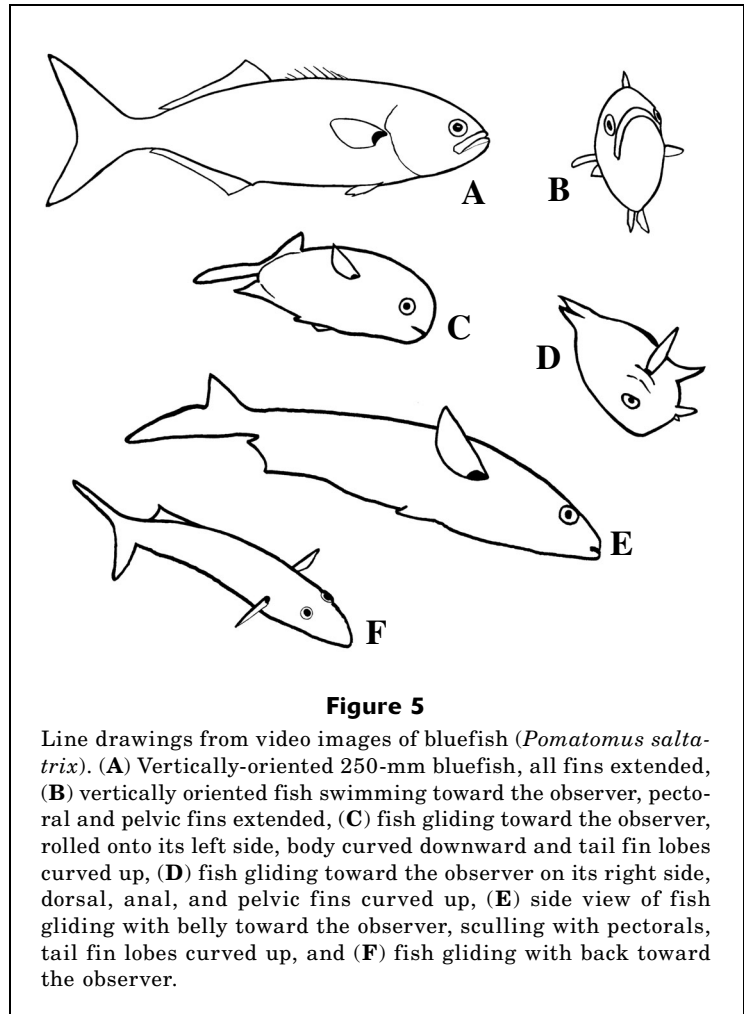 A
B
C
D
E
F
Figure 5
Line drawings from video images of bluefish (Pomatomus salta-
trix). (A) Vertically-oriented 250-mm bluefish, all fins extended,
(B) vertically oriented fish swimming toward the observer, pecto-
ral and pelvic fins extended, (C) fish gliding toward the observer,
rolled onto its left side, body curved downward and tail fin lobes
curved up, (D) fish gliding toward the observer on its right side,
dorsal, anal, and pelvic fins curved up, (E) side view of fish
gliding with belly toward the observer, sculling with pectorals,
tail fin lobes curved up, and (F) fish gliding with back toward
the observer.